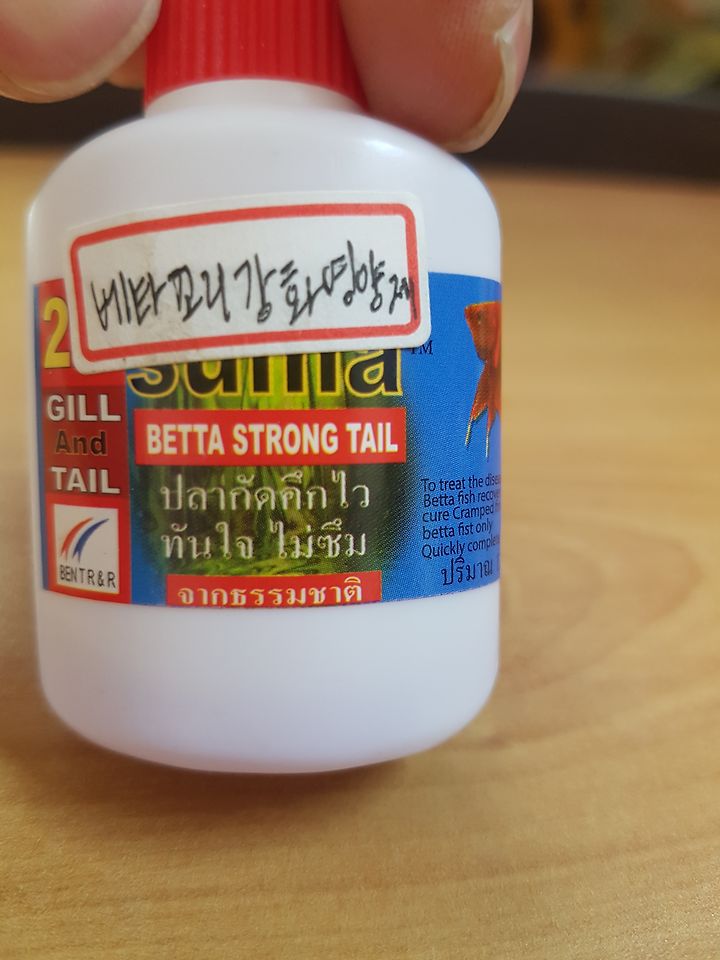 베타 꼬리 강화 영양제
2
suma
TM
GILL
And
TAIL
BETTA STRONG TAIL
ปลากัดคึกไว
ทันใจ ไม่ซึม
จากธรรมชาติ
BENTR&R
To treat the
Betta fish
cure Cramped
betta fist only
Quickly
ปริมาณ